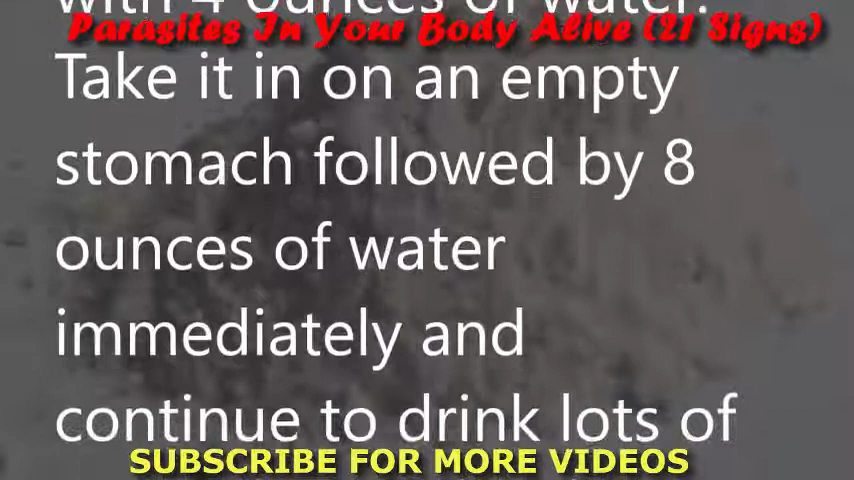 with 4 ounces of water.
Parasites In Your Body Alive (21 Signs)
Take it in on an empty
stomach followed by 8
ounces of water
immediately and
continue to drink lots of
SUBSCRIBE FOR MORE VIDEOS